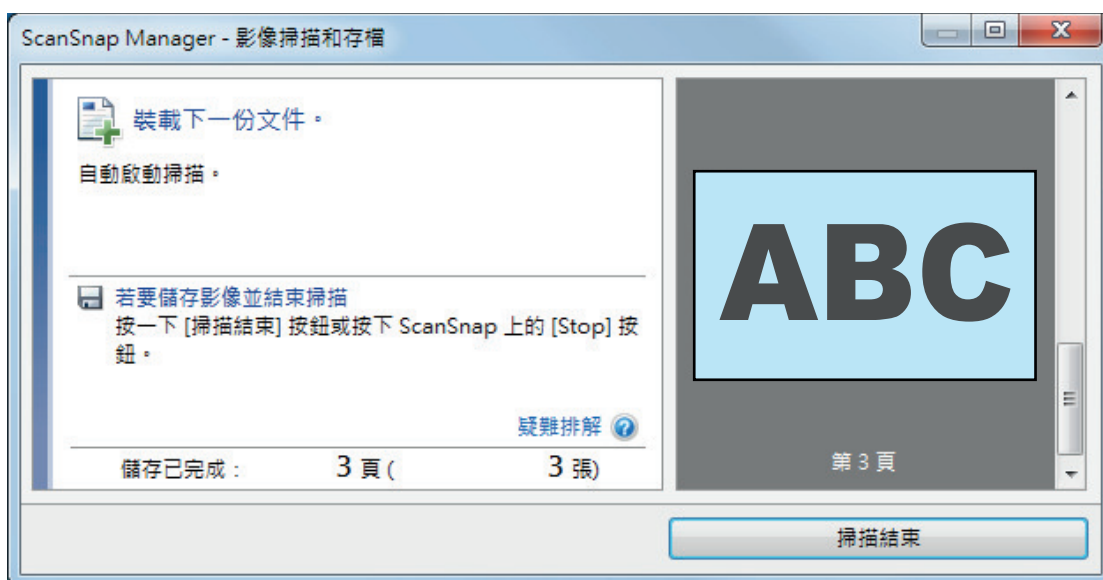 ScanSnap Manager - 影像掃描和存檔
裝載下一份文件。
自動啟動掃描。
若要儲存影像並結束掃描
按一下 [掃描結束] 按鈕或按下 ScanSnap 上的 [Stop] 按
鈕。
疑難排解
儲存已完成： 3 頁 ( 3 張)
ABC
第 3 頁
掃描結束